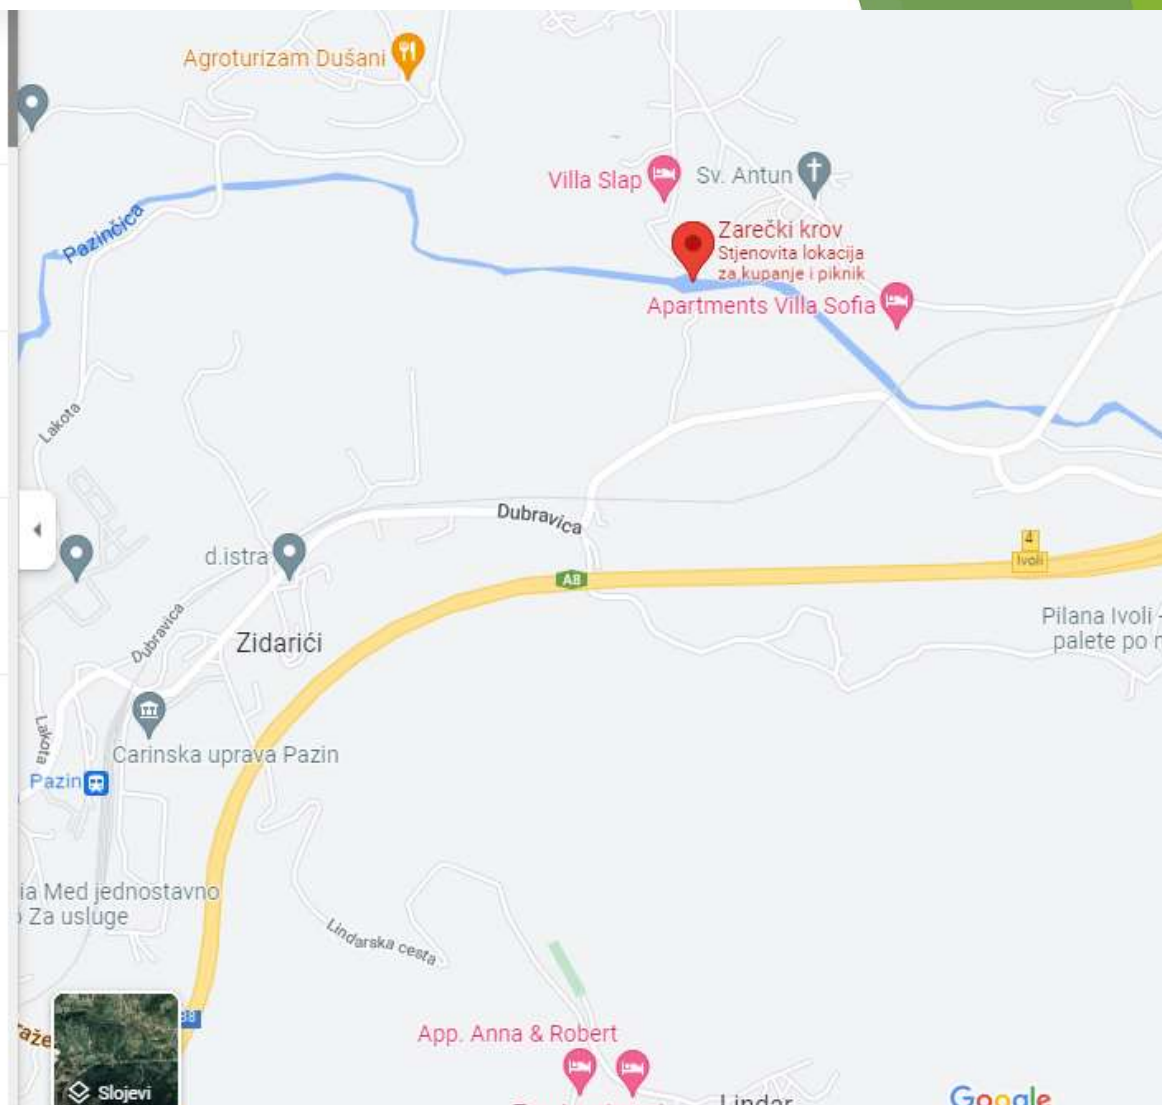 Agroturizam Dušani
Villa Slap
Sv. Antun
Pazinčica
Zarečki krov
Stjenovita lokacija
za kupanje i piknik
Apartments Villa Sofia
Lakota
Dubravica
4
Ivoli
d.istra
A8
Dubravica
Zidarići
Pilana Ivoli -
palete po
Lakota
Carinska uprava Pazin
Pazin
ia Med jednostavno
Za usluge
Lindarska cesta
App. Anna & Robert
Slojevi
Lindar
Google